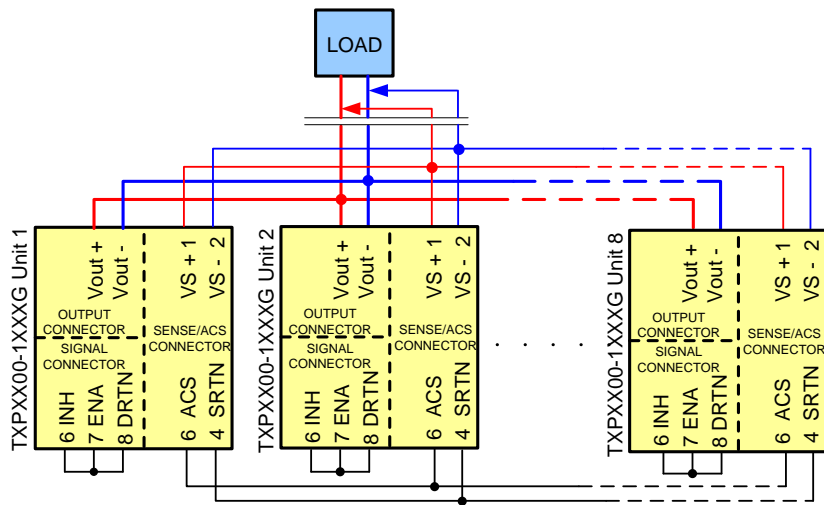 LOAD
TXPXX00-1XXXG Unit 1
Vout +
Vout -
VS + 1
VS - 2
OUTPUT
CONNECTOR
SIGNAL
CONNECTOR
SENSE/ACS
CONNECTOR
6 INH
7 ENA
8 DRTN
6 ACS
4 SRTN
TXPXX00-1XXXG Unit 2
Vout +
Vout -
VS + 1
VS - 2
OUTPUT
CONNECTOR
SIGNAL
CONNECTOR
SENSE/ACS
CONNECTOR
6 INH
7 ENA
8 DRTN
6 ACS
4 SRTN
. . . . .
TXPXX00-1XXXG Unit 8
Vout +
Vout -
VS + 1
VS - 2
OUTPUT
CONNECTOR
SIGNAL
CONNECTOR
SENSE/ACS
CONNECTOR
6 INH
7 ENA
8 DRTN
6 ACS
4 SRTN